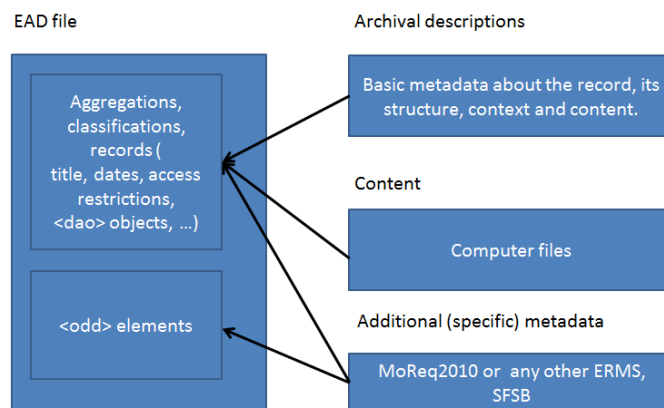 EAD file
Aggregations,
classifications,
records (
title, dates, access
restrictions,
<dao> objects, ...)
<odd> elements
Archival descriptions
Basic metadata about the record, its
structure, context and content.
Content
Computer files
Additional (specific) metadata
MoReq2010 or any other ERMS,
SFSB